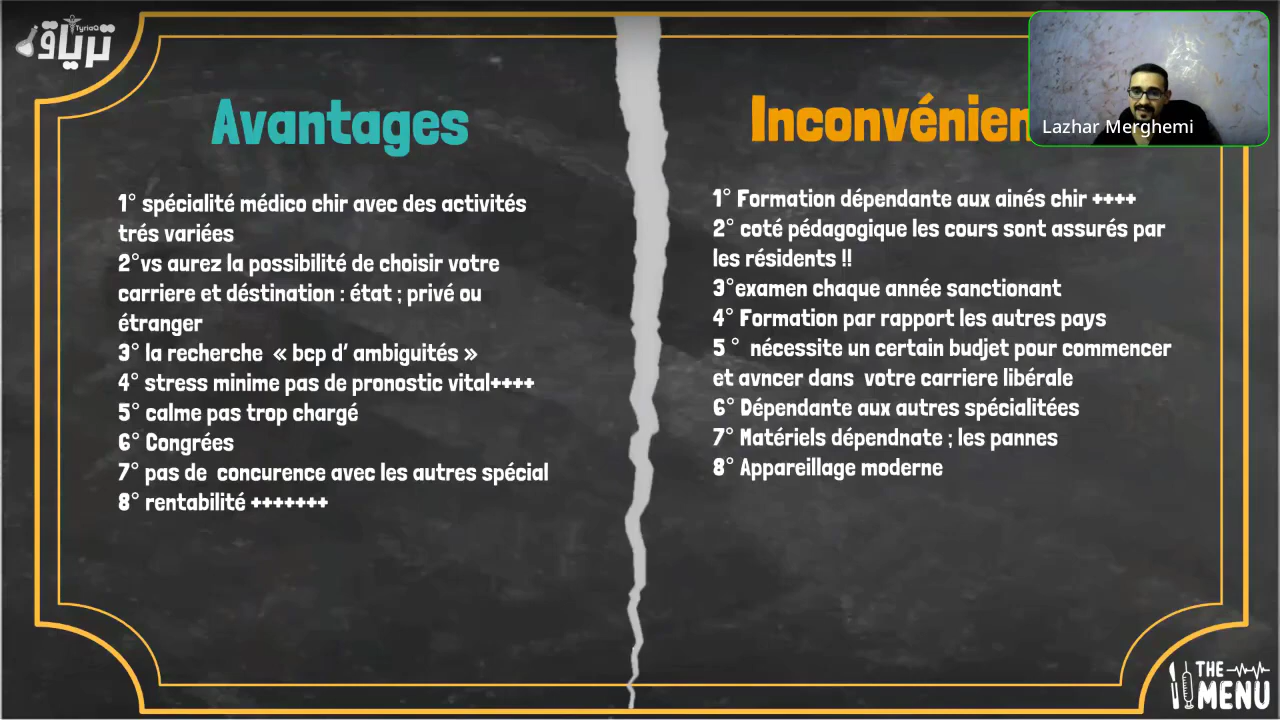 ترياق
TyriaQ
Avantages
1° spécialité médico chir avec des activités
trés variées
2°vs aurez la possibilité de choisir votre
carriere et déstination : état ; privé ou
étranger
3° la recherche « bcp d' ambiguités »
4° stress minime pas de pronostic vital++++
5° calme pas trop chargé
6° Congrées
7° pas de concurence avec les autres spécial
8° rentabilité +++++++
Inconvénien
Lazhar Merghemi
1° Formation dépendante aux ainés chir ++++
2° coté pédagogique les cours sont assurés par
les résidents !!
3°examen chaque année sanctionant
4° Formation par rapport les autres pays
5 ° nécessite un certain budjet pour commencer
et avncer dans votre carriere libérale
6° Dépendante aux autres spécialitées
7° Matériels dépendnate ; les pannes
8° Appareillage moderne
THE
MENU